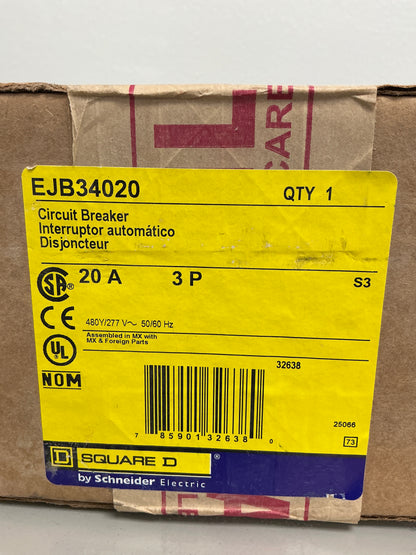 L
CARE
EJB34020 QTY 1
Circuit Breaker
Interruptor automático
Disjoncteur
SA® 20 A 3 P S3
CE 480Y/277 V~ 50/60 Hz
Assembled in MX with
MX & Foreign Parts
UL
NOM
32638
7 85901 32638 0
25066
73
SQUARE D ®
by Schneider Electric